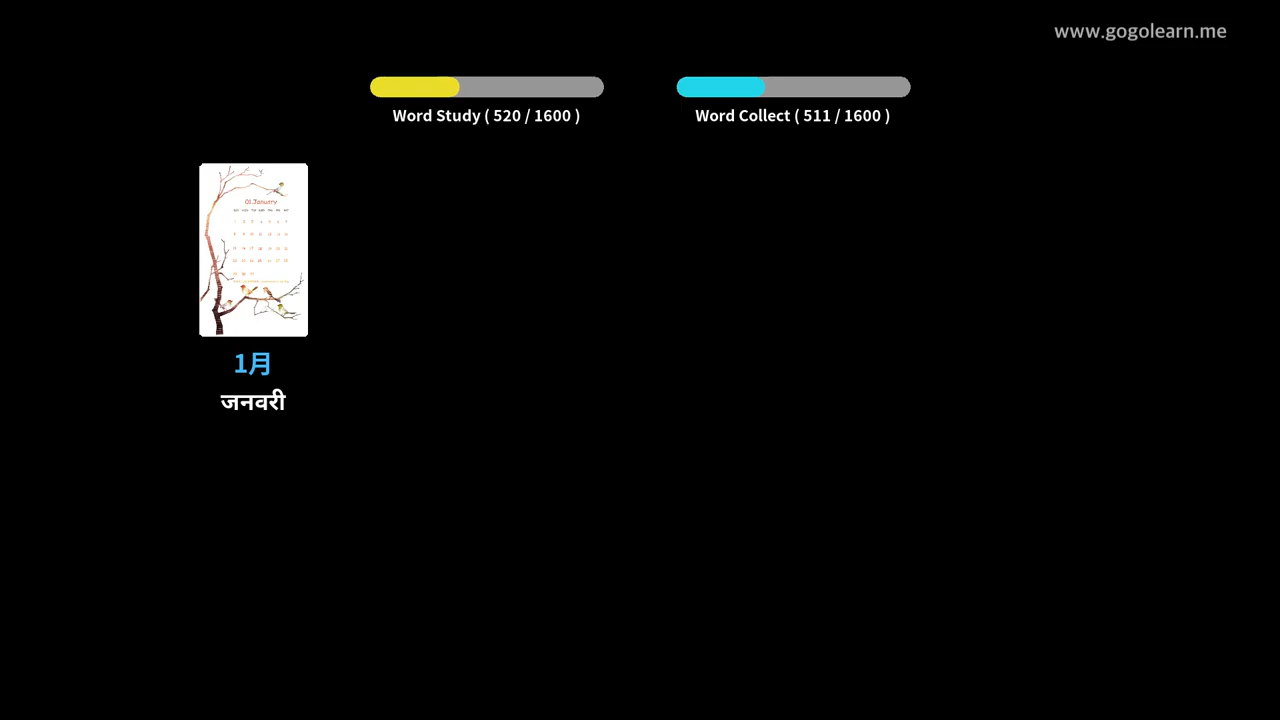 www.gogolearn.me
Word Study ( 520 / 1600 )
Word Collect ( 511 / 1600 )
01.January
1月
जनवरी